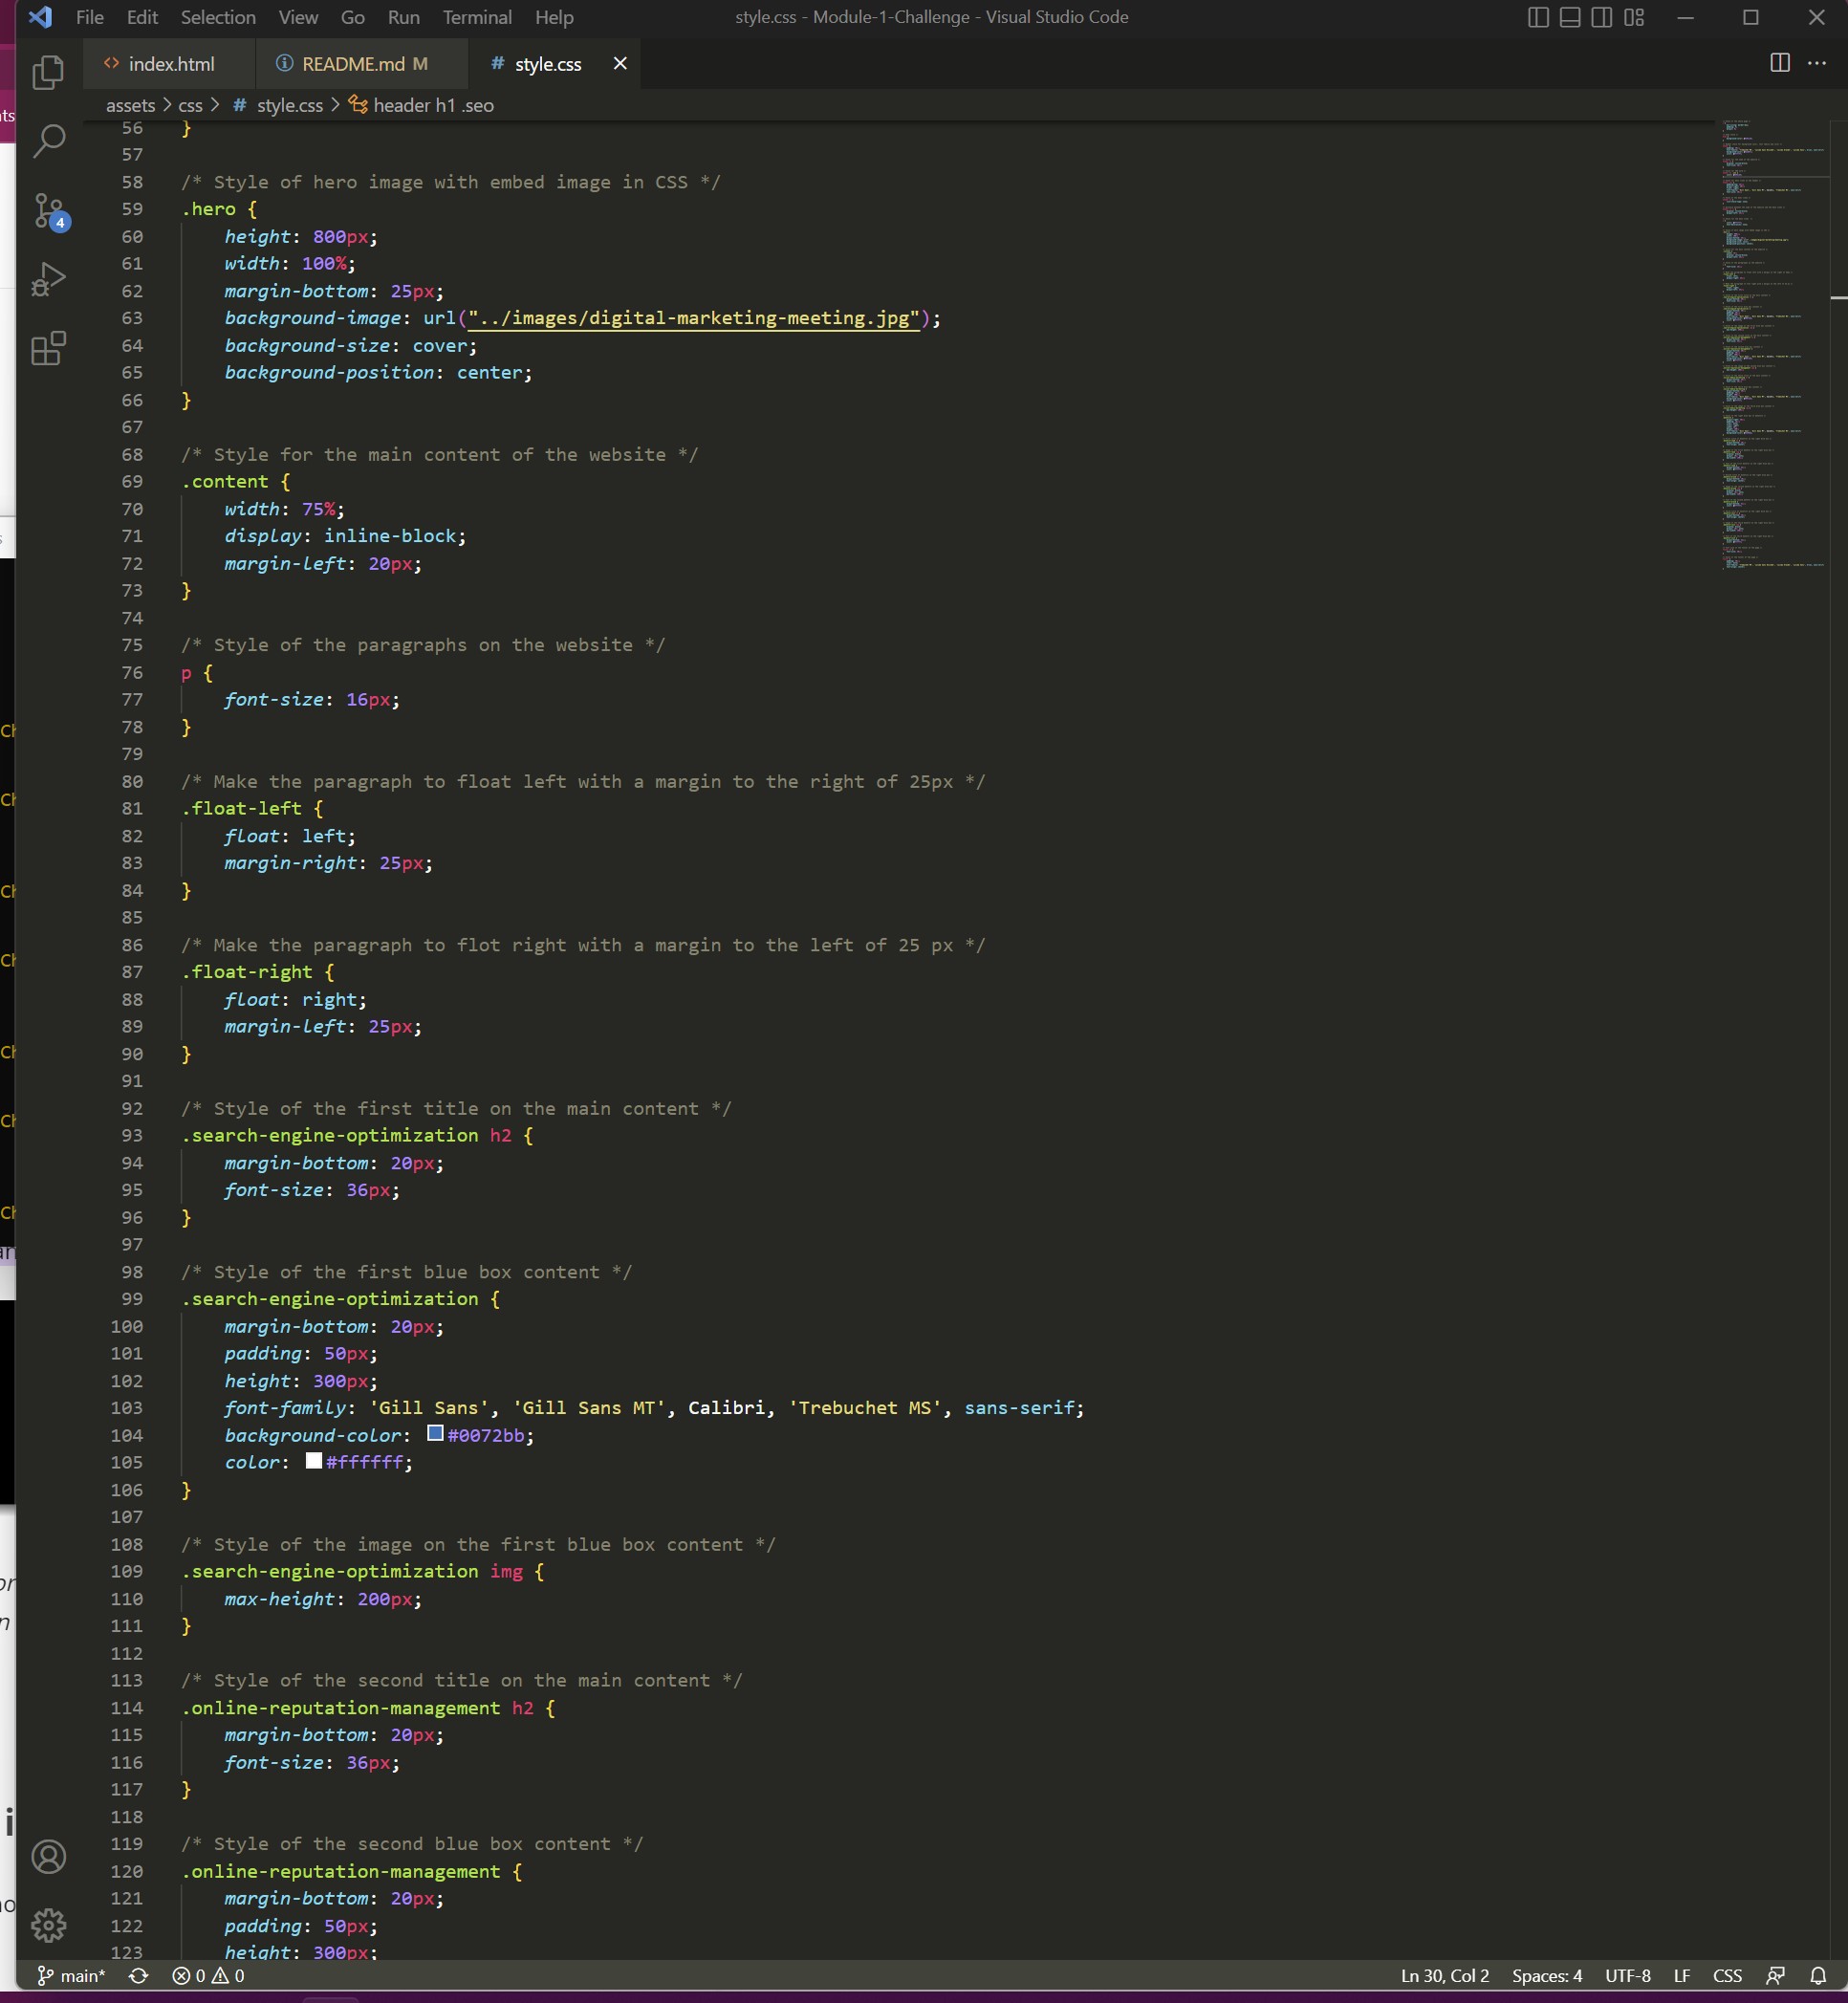 File Edit Selection View Go Run Terminal Help style.css - Module-1-Challenge - Visual Studio Code
index.html README.md M # style.css
assets > css > # style.css > header h1 .seo
4
56 }
57
58 /* Style of hero image with embed image in CSS */
59 .hero {
60 height: 800px;
61 width: 100%;
62 margin-bottom: 25px;
63 background-image: url("../images/digital-marketing-meeting.jpg");
64 background-size: cover;
65 background-position: center;
66 }
67
68 /* Style for the main content of the website */
69 .content {
70 width: 75%;
71 display: inline-block;
72 margin-left: 20px;
73 }
74
75 /* Style of the paragraphs on the website */
76 p {
77 font-size: 16px;
78 }
79
80 /* Make the paragraph to float left with a margin to the right of 25px */
81 .float-left {
82 float: left;
83 margin-right: 25px;
84 }
85
86 /* Make the paragraph to flot right with a margin to the left of 25 px */
87 .float-right {
88 float: right;
89 margin-left: 25px;
90 }
91
92 /* Style of the first title on the main content */
93 .search-engine-optimization h2 {
94 margin-bottom: 20px;
95 font-size: 36px;
96 }
97
98 /* Style of the first blue box content */
99 .search-engine-optimization {
100 margin-bottom: 20px;
101 padding: 50px;
102 height: 300px;
103 font-family: 'Gill Sans', 'Gill Sans MT', Calibri, 'Trebuchet MS', sans-serif;
104 background-color: #0072bb;
105 color: #ffffff;
106 }
107
108 /* Style of the image on the first blue box content */
109 .search-engine-optimization img {
110 max-height: 200px;
111 }
112
113 /* Style of the second title on the main content */
114 .online-reputation-management h2 {
115 margin-bottom: 20px;
116 font-size: 36px;
117 }
118
119 /* Style of the second blue box content */
120 .online-reputation-management {
121 margin-bottom: 20px;
122 padding: 50px;
123 height: 300px;
main* 0 0 Ln 30, Col 2 Spaces: 4 UTF-8 LF CSS